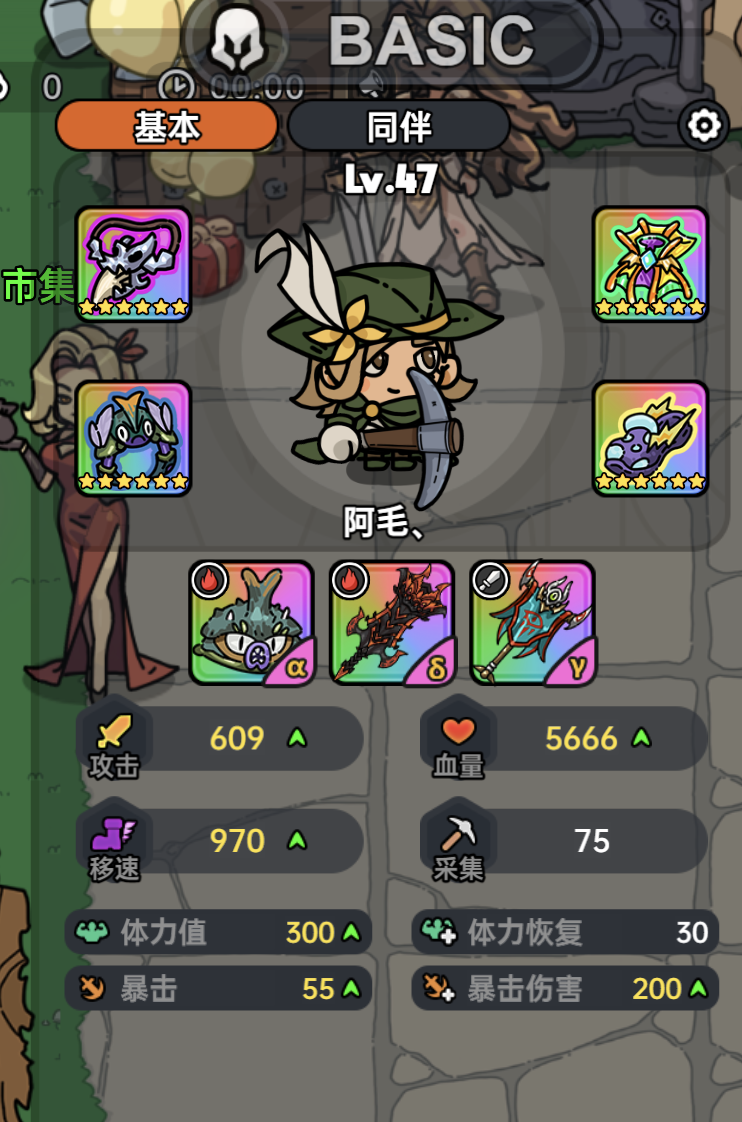 BASIC
0 00:00
基本 同伴
Lv.47
市集
阿毛、
α δ γ
攻击 609 血量 5666
移速 970 采集 75
体力值 300 体力恢复 30
暴击 55 暴击伤害 200